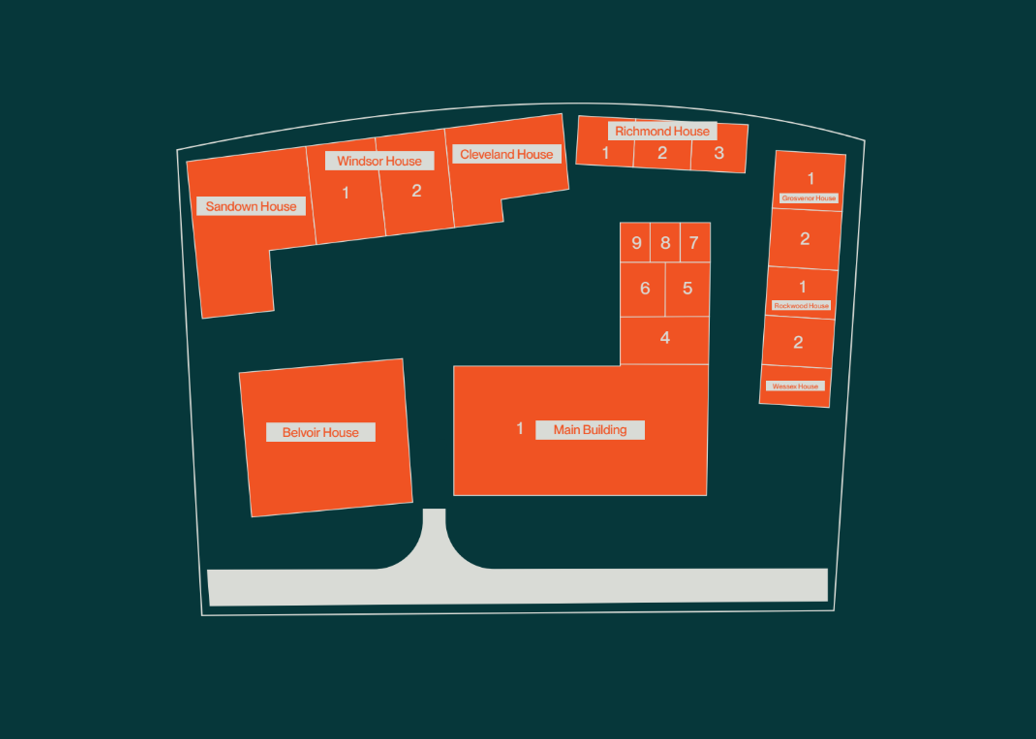 Richmond House
1
2
3
Windsor House
1
2
Cleveland House
Sandown House
1
Grosvenor House
2
1
Rockwood House
2
Wessex House
9
8
7
6
5
4
1
Main Building
Belvoir House